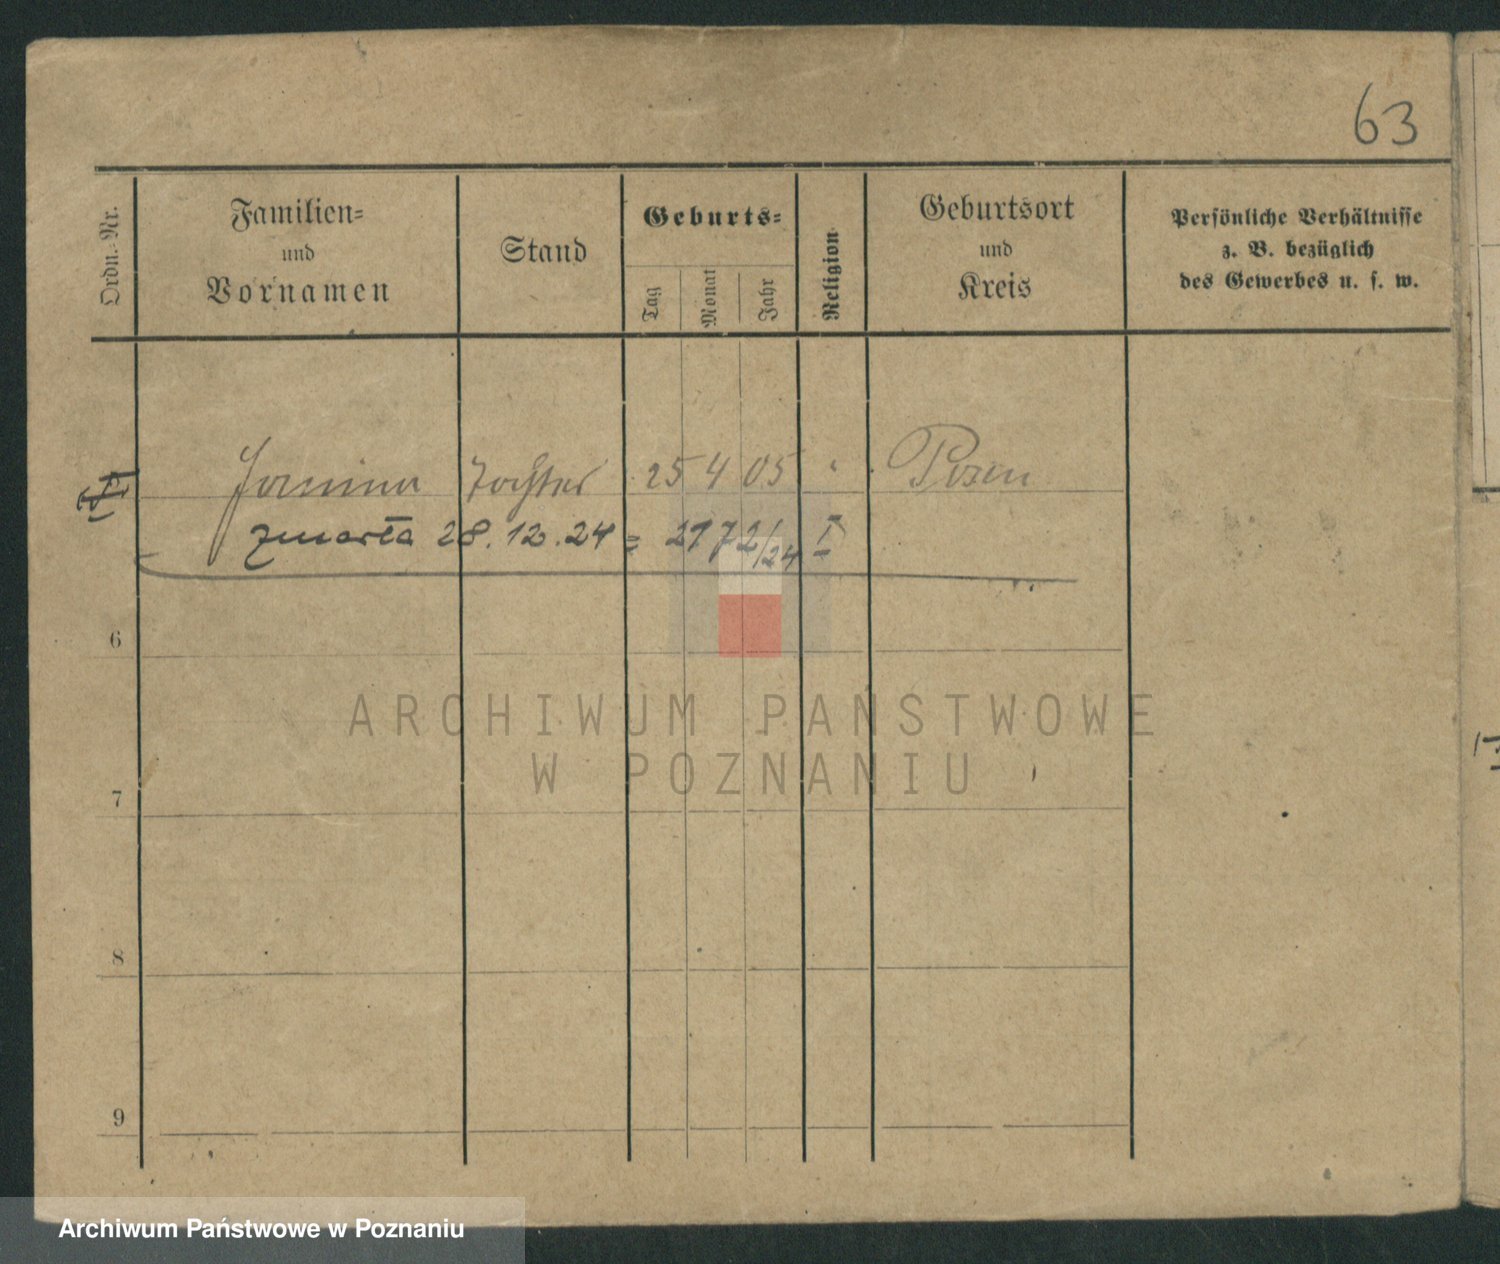 63
Ordn.-Nr.
Familien-
und
Vornamen
Stand
Geburts-
Tag
Monat
Jahr
Religion
Geburtsort
und
Kreis
Persönliche Verhältnisse
z. B. bezüglich
des Gewerbes u. s. w.
Janina Tochter 25 4 05 " Posen
zmarła 28.12.24 = 2172/24 I
6
ARCHIWUM PAŃSTWOWE
W POZNANIU
7
8
9
Archiwum Państwowe w Poznaniu